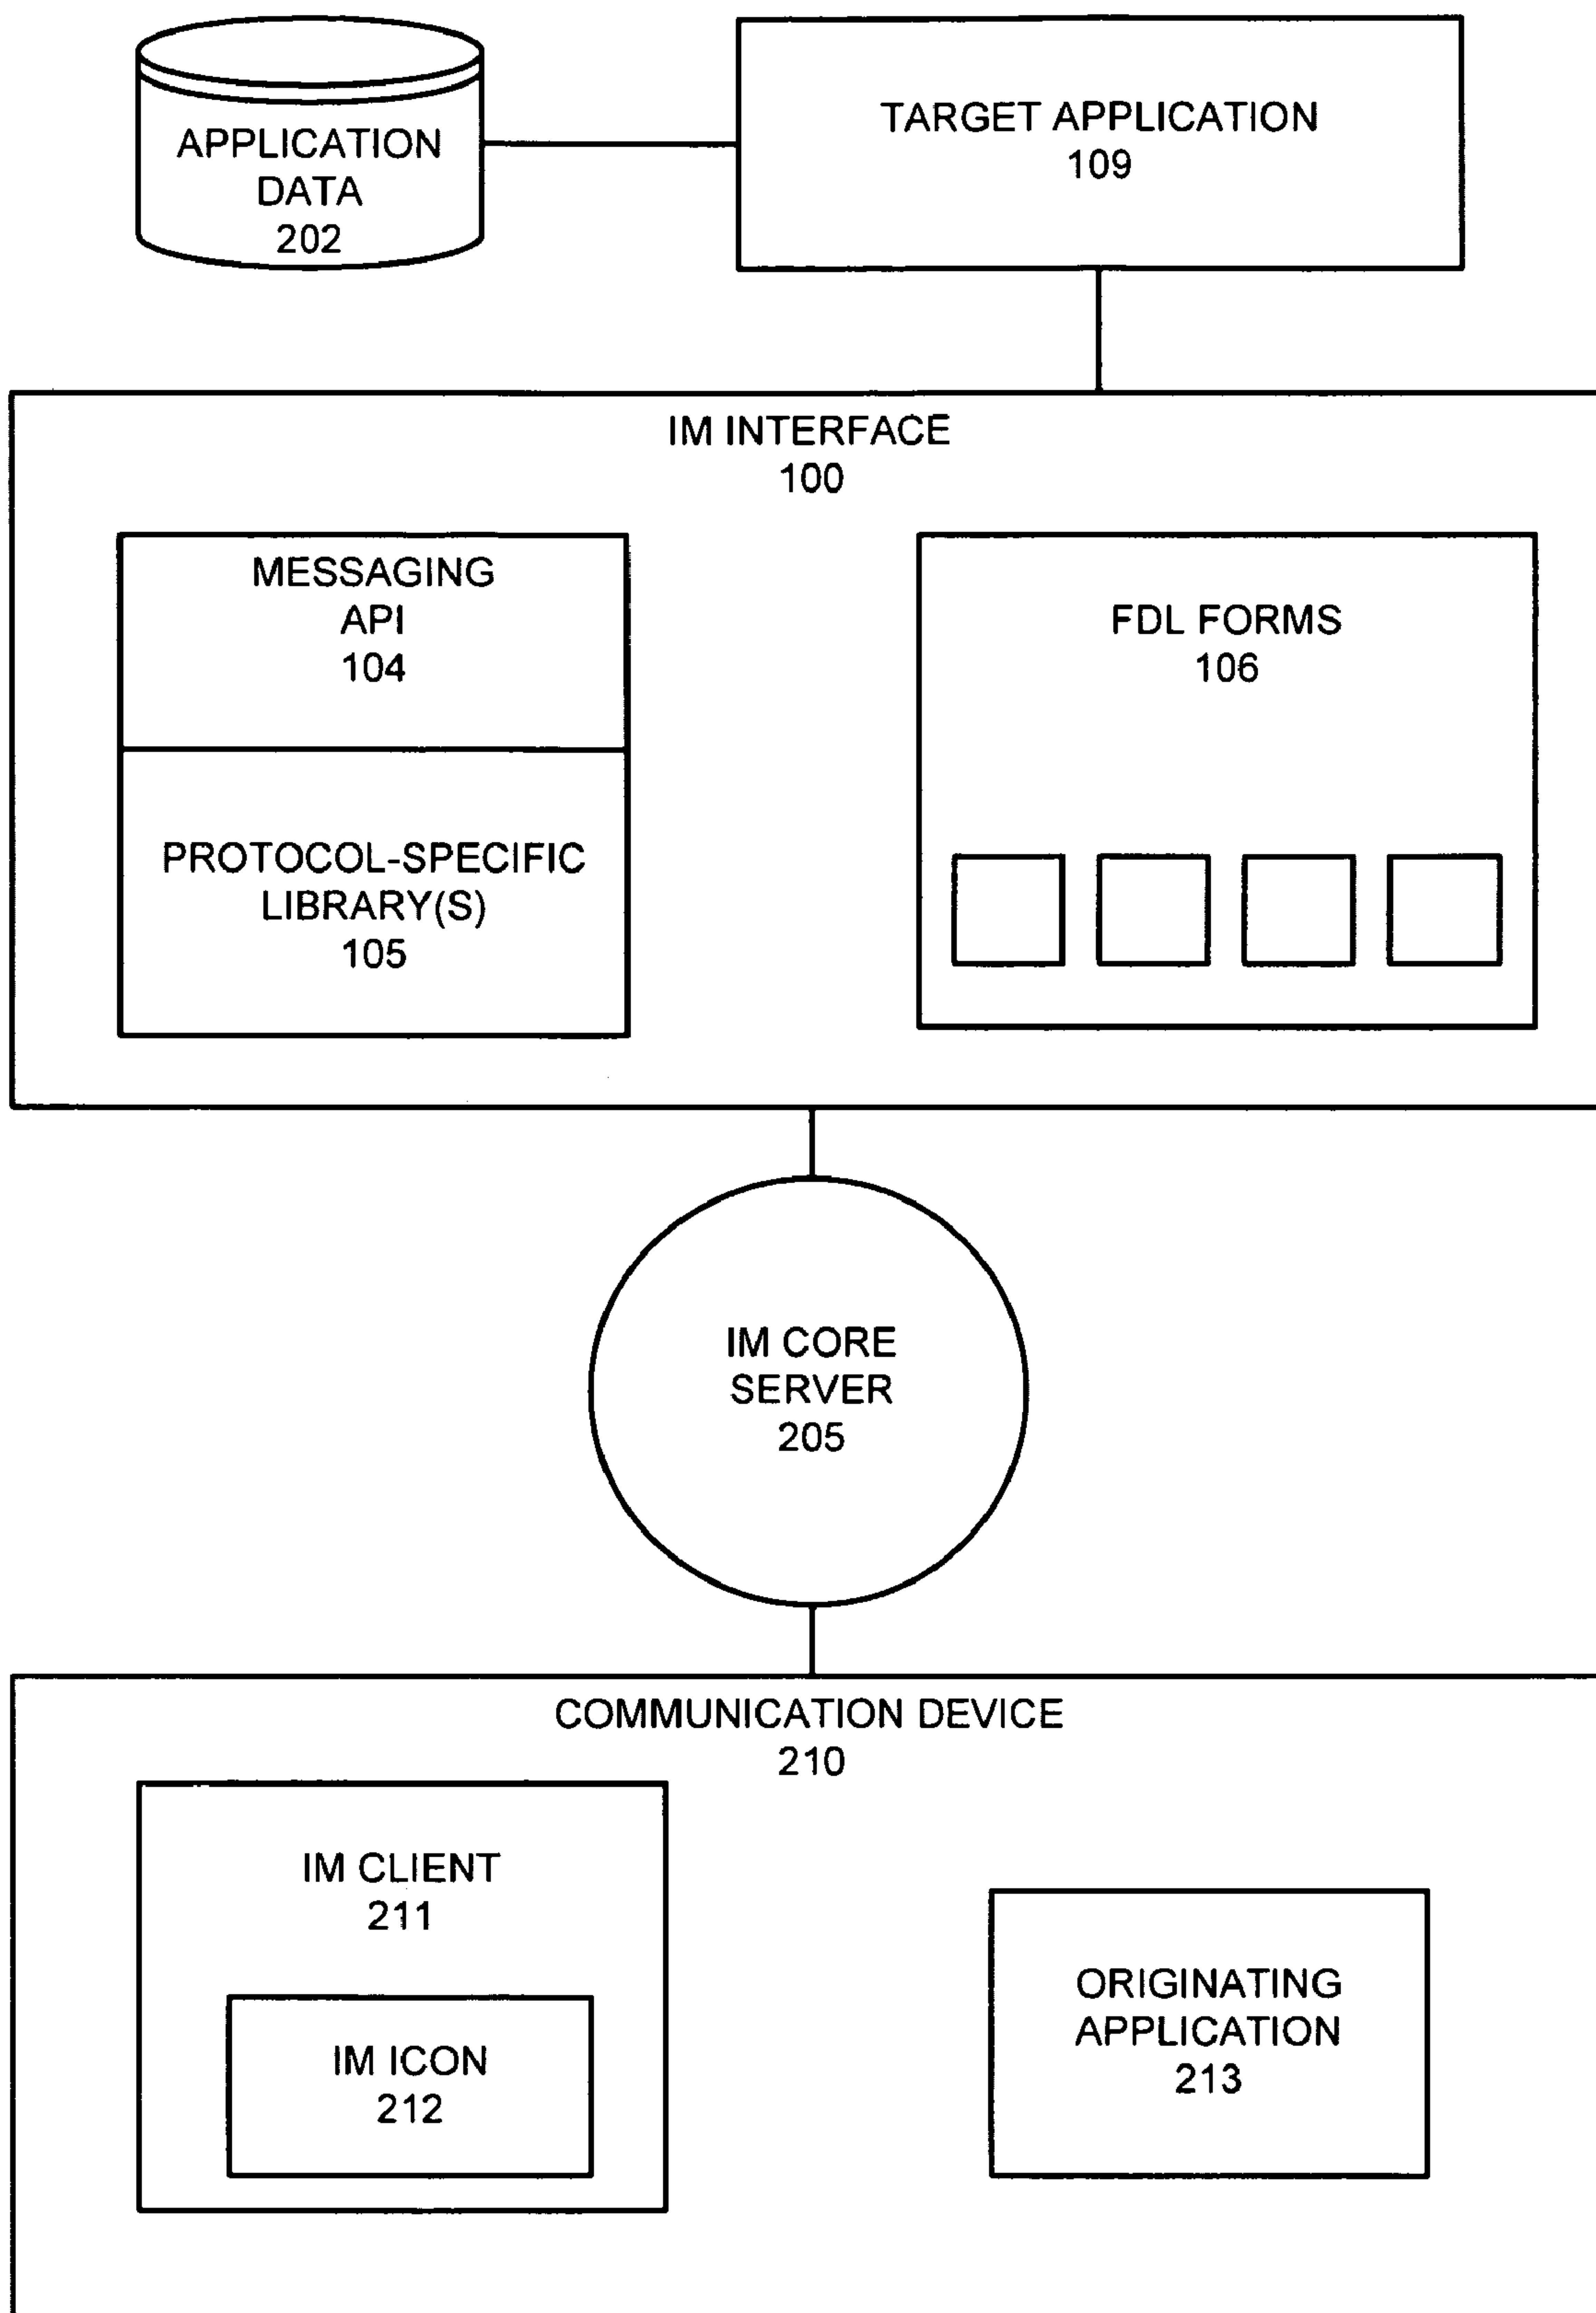 APPLICATION
DATA
202
TARGET APPLICATION
109
IM INTERFACE
100
MESSAGING
API
104
PROTOCOL-SPECIFIC
LIBRARY(S)
105
FDL FORMS
106
IM CORE
SERVER
205
COMMUNICATION DEVICE
210
IM CLIENT
211
IM ICON
212
ORIGINATING
APPLICATION
213